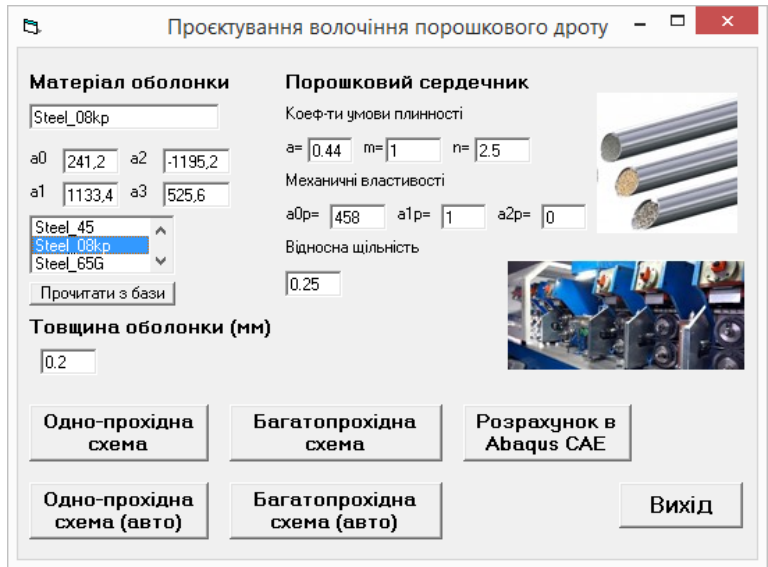 Проєктування волочіння порошкового дроту
Матеріал оболонки
Steel_08kp
a0 241,2 a2 -1195,2
a1 1133,4 a3 525,6
Steel_45
Steel_08kp
Steel_65G
Прочитати з бази
Товщина оболонки (мм)
0.2
Порошковий сердечник
Коеф-ти умови плинності
a= 0.44 m= 1 n= 2.5
Механичні властивості
a0p= 458 a1p= 1 a2p= 0
Відносна щільність
0.25
Одно-прохідна
схема
Багатопрохідна
схема
Розрахунок в
Abaqus CAE
Одно-прохідна
схема (авто)
Багатопрохідна
схема (авто)
Вихід